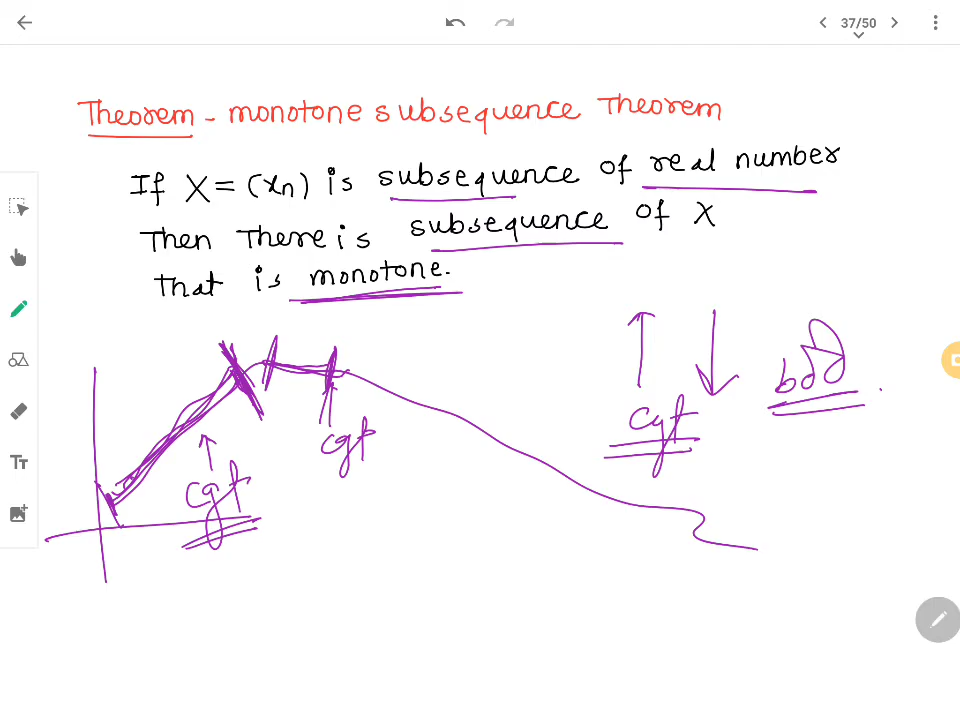 37/50
Theorem - monotone subsequence Theorem
If X = (xn) is subsequence of real number
Then There is subsequence of X
That is monotone.
bdd
cgt
cgt
cgt
Tт